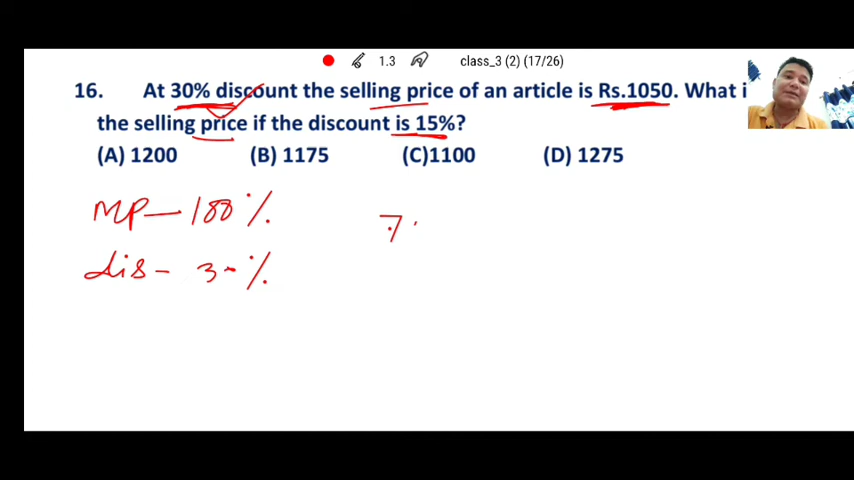 1.3 class_3 (2) (17/26)
16. At 30% discount the selling price of an article is Rs.1050. What i
the selling price if the discount is 15%?
(A) 1200 (B) 1175 (C)1100 (D) 1275
MP — 100 %
7
dis - 30 %